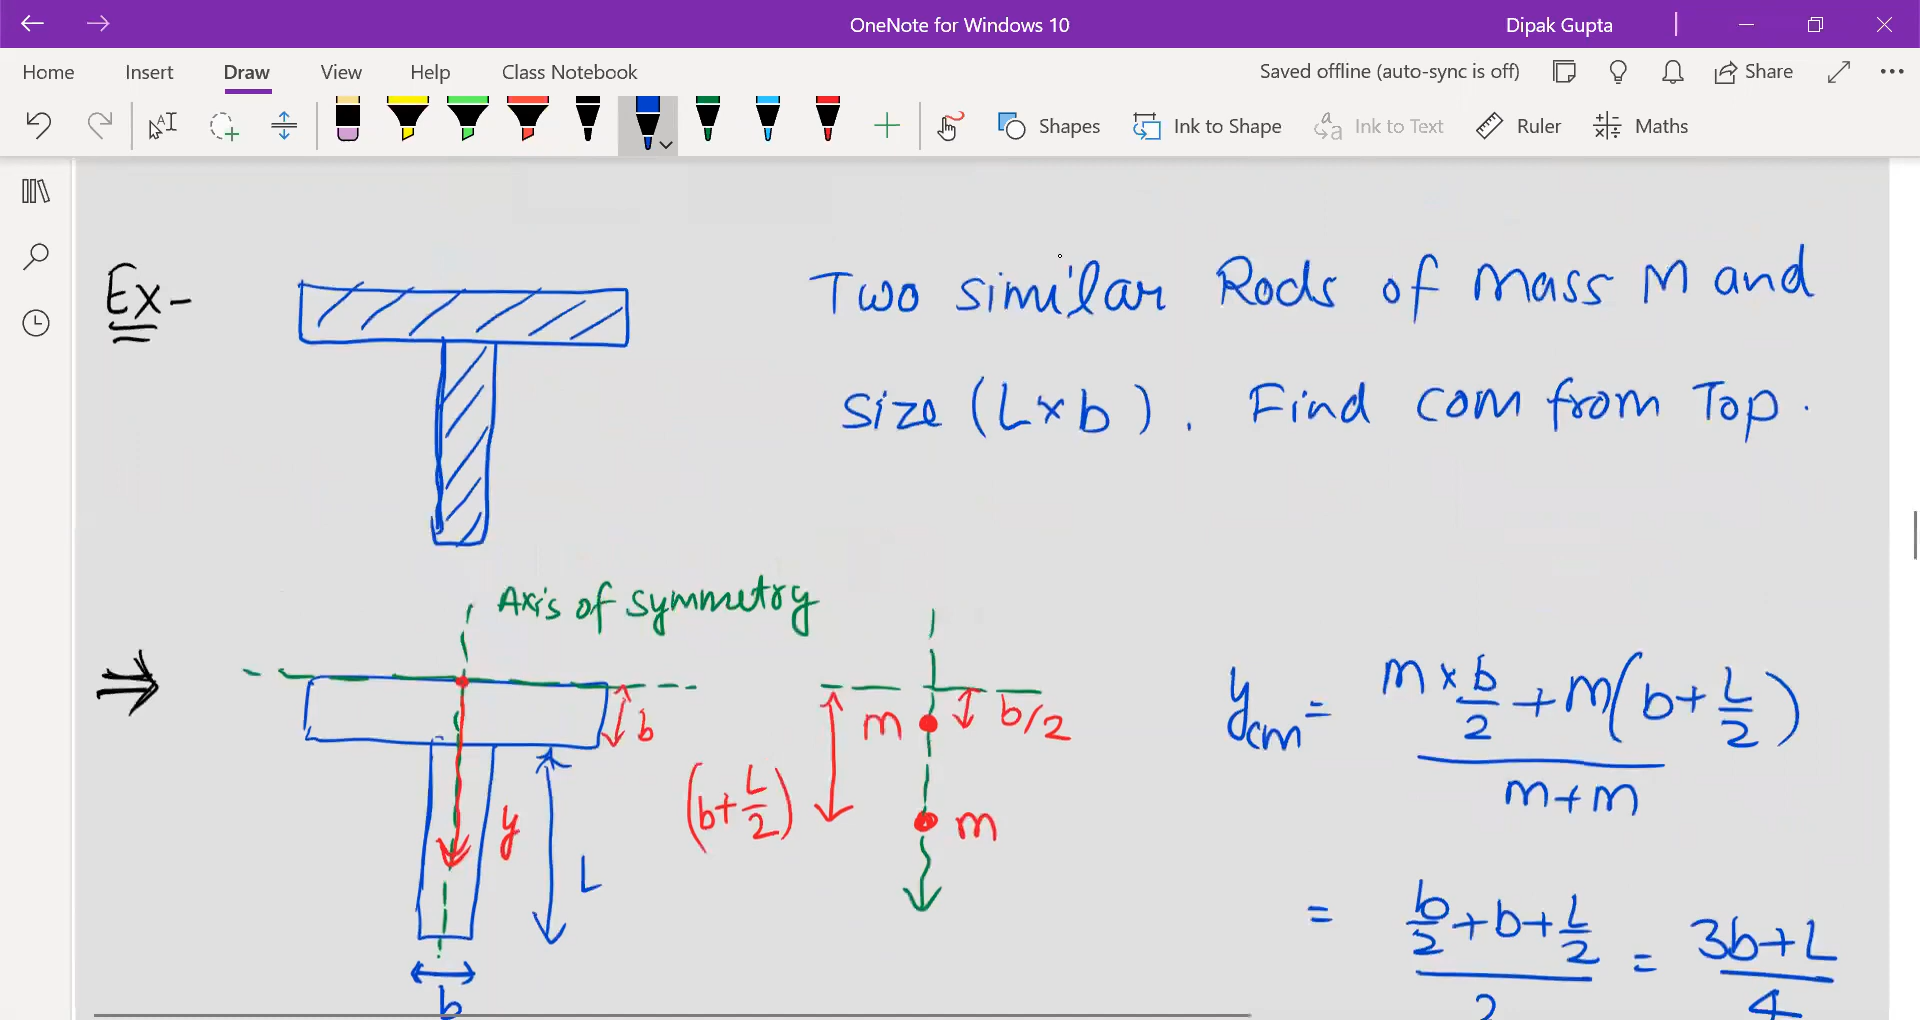 OneNote for Windows 10
Dipak Gupta
Home Insert Draw View Help Class Notebook
Saved offline (auto-sync is off) Share
Shapes Ink to Shape Ink to Text Ruler Maths
Ex-
Two similar Rods of mass M and
size (L×b). Find COM from Top.
Axis of symmetry
b
y
L
b
(b+L/2)
m
b/2
m
y_cm = (m×b/2 + m(b+L/2))/(m+m)
= (b/2+b+L/2)/2 = (3b+L)/4